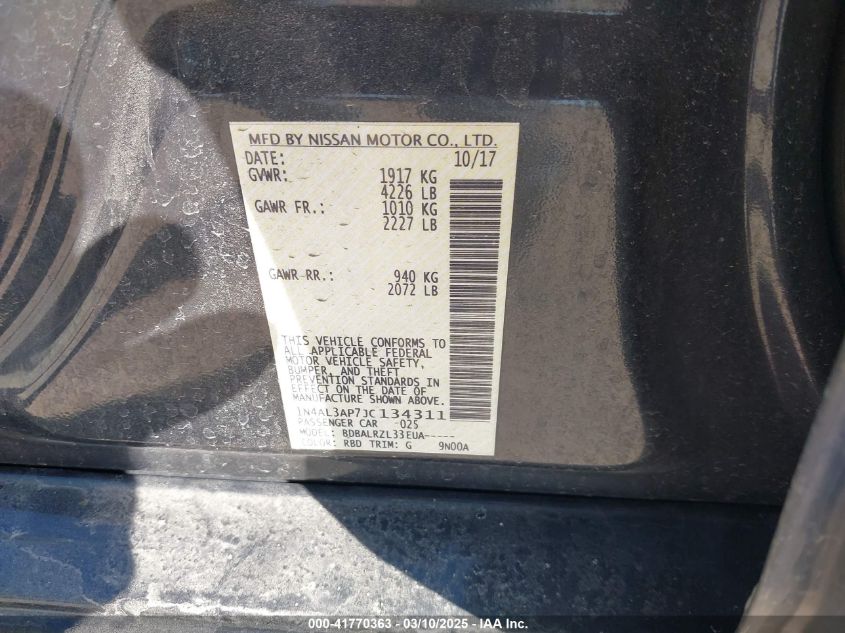 MFD BY NISSAN MOTOR CO., LTD.
DATE: 10/17
GVWR: 1917 KG
4226 LB
GAWR FR.: 1010 KG
2227 LB
GAWR RR.: 940 KG
2072 LB
THIS VEHICLE CONFORMS TO
ALL APPLICABLE FEDERAL
MOTOR VEHICLE SAFETY,
BUMPER, AND THEFT
PREVENTION STANDARDS IN
EFFECT ON THE DATE OF
MANUFACTURE SHOWN ABOVE.
1N4AL3AP7JC134311
PASSENGER CAR -025
MODEL: BDBALRZL33EUA-----
COLOR: RBD TRIM: G 9N00A
000-41770363 - 03/10/2025 - © IAA Holdings, LLC.